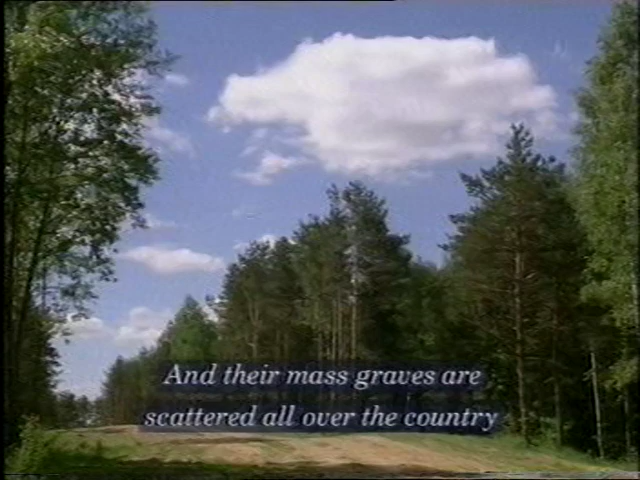 And their mass graves are
scattered all over the country